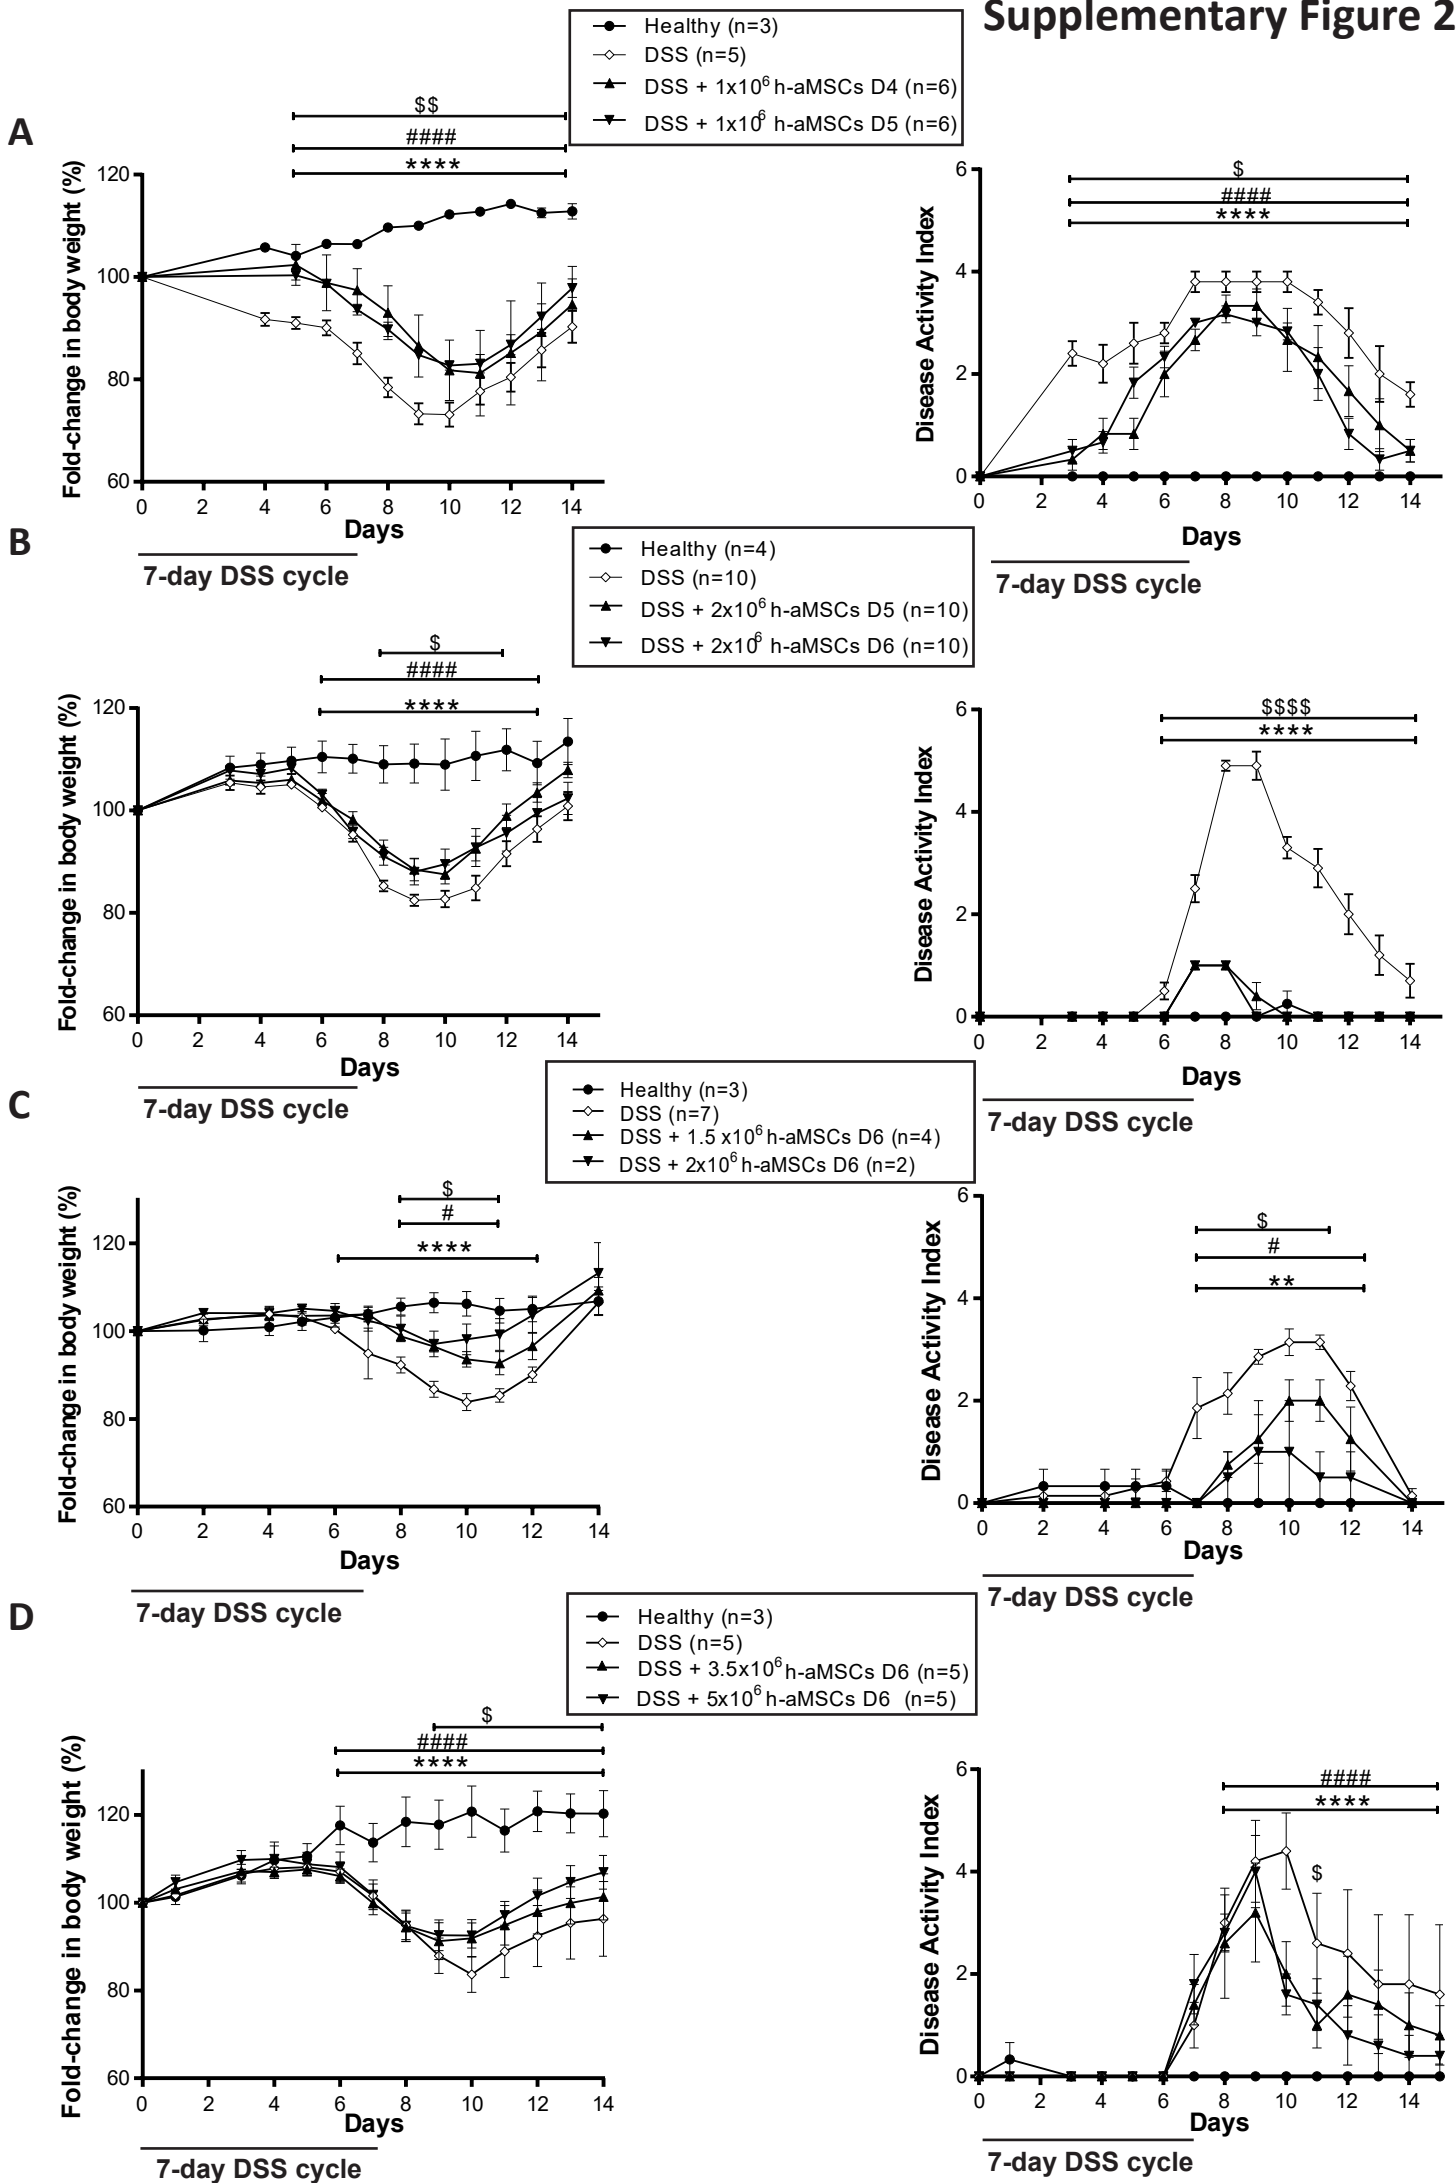 Supplementary Figure 2
Healthy (n=3)
DSS (n=5)
DSS + 1x10⁶ h-aMSCs D4 (n=6)
DSS + 1x10⁶ h-aMSCs D5 (n=6)
A
$$
####
****
Fold-change in body weight (%)
120
100
80
60
0 2 4 6 8 10 12 14
Days
7-day DSS cycle
$
####
****
Disease Activity Index
6
4
2
0
0 2 4 6 8 10 12 14
Days
7-day DSS cycle
B
Healthy (n=4)
DSS (n=10)
DSS + 2x10⁶ h-aMSCs D5 (n=10)
DSS + 2x10⁶ h-aMSCs D6 (n=10)
$
####
****
Fold-change in body weight (%)
120
100
80
60
0 2 4 6 8 10 12 14
Days
7-day DSS cycle
$$$$
****
Disease Activity Index
6
4
2
0
0 2 4 6 8 10 12 14
Days
7-day DSS cycle
C
Healthy (n=3)
DSS (n=7)
DSS + 1.5 x10⁶ h-aMSCs D6 (n=4)
DSS + 2x10⁶ h-aMSCs D6 (n=2)
$
#
****
Fold-change in body weight (%)
120
100
80
60
0 2 4 6 8 10 12 14
Days
7-day DSS cycle
$
#
**
Disease Activity Index
6
4
2
0
0 2 4 6 8 10 12 14
Days
7-day DSS cycle
D
Healthy (n=3)
DSS (n=5)
DSS + 3.5x10⁶ h-aMSCs D6 (n=5)
DSS + 5x10⁶ h-aMSCs D6 (n=5)
$
####
****
Fold-change in body weight (%)
120
100
80
60
0 2 4 6 8 10 12 14
Days
7-day DSS cycle
####
****
$
Disease Activity Index
6
4
2
0
0 2 4 6 8 10 12 14
Days
7-day DSS cycle